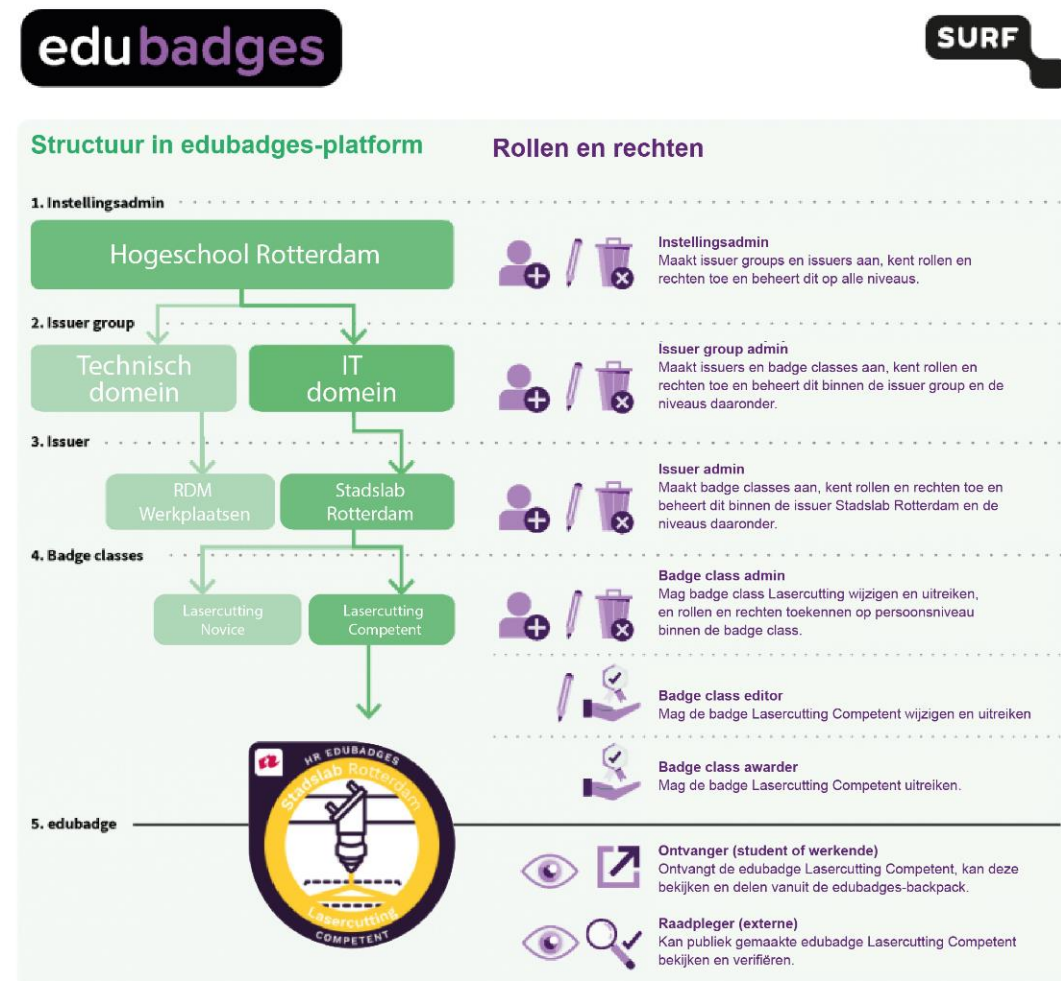 edubadges
SURF
Structuur in edubadges-platform
Rollen en rechten
1. Instellingsadmin
Hogeschool Rotterdam
Instellingsadmin
Maakt issuer groups en issuers aan, kent rollen en
rechten toe en beheert dit op alle niveaus.
2. Issuer group
Technisch
domein
IT
domein
Issuer group admin
Maakt issuers en badge classes aan, kent rollen en
rechten toe en beheert dit binnen de issuer group en de
niveaus daaronder.
3. Issuer
RDM
Werkplaatsen
Stadslab
Rotterdam
Issuer admin
Maakt badge classes aan, kent rollen en rechten toe en
beheert dit binnen de issuer Stadslab Rotterdam en de
niveaus daaronder.
4. Badge classes
Lasercutting
Novice
Lasercutting
Competent
Badge class admin
Mag badge class Lasercutting wijzigen en uitreiken,
en rollen en rechten toekennen op persoonsniveau
binnen de badge class.
Badge class editor
Mag de badge Lasercutting Competent wijzigen en uitreiken
Badge class awarder
Mag de badge Lasercutting Competent uitreiken.
5. edubadge
HR EDUBADGES
Stadslab Rotterdam
Lasercutting
COMPETENT
Ontvanger (student of werkende)
Ontvangt de edubadge Lasercutting Competent, kan deze
bekijken en delen vanuit de edubadges-backpack.
Raadpleger (externe)
Kan publiek gemaakte edubadge Lasercutting Competent
bekijken en verifiëren.